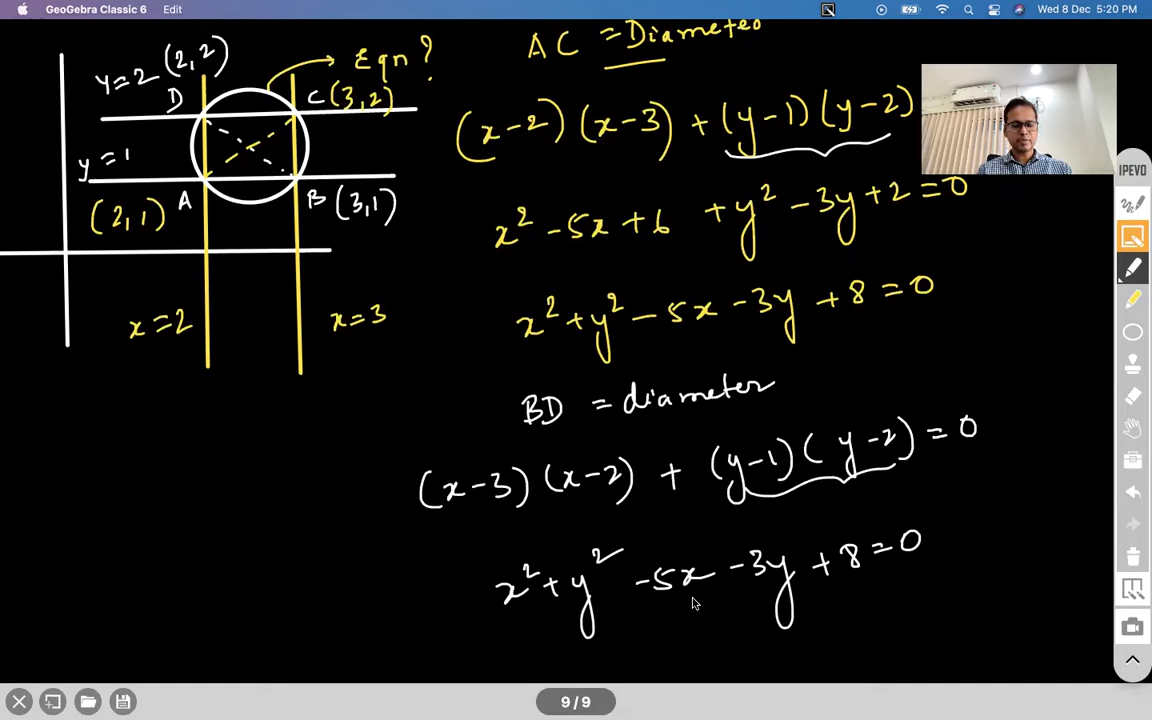 GeoGebra Classic 6 Edit Wed 8 Dec 5:20 PM
AC = Diameter
Eqn ?
y=2 (2,2)
D C (3,2)
(x-2)(x-3) + (y-1)(y-2)
y=1
A B (3,1)
(2,1)
x² -5x+6 +y² -3y+2 =0
x=2 x=3
x²+y² -5x -3y +8 =0
BD = diameter
(x-3)(x-2) + (y-1)(y-2) =0
x²+y² -5x -3y +8 =0
IPEVO
9 / 9